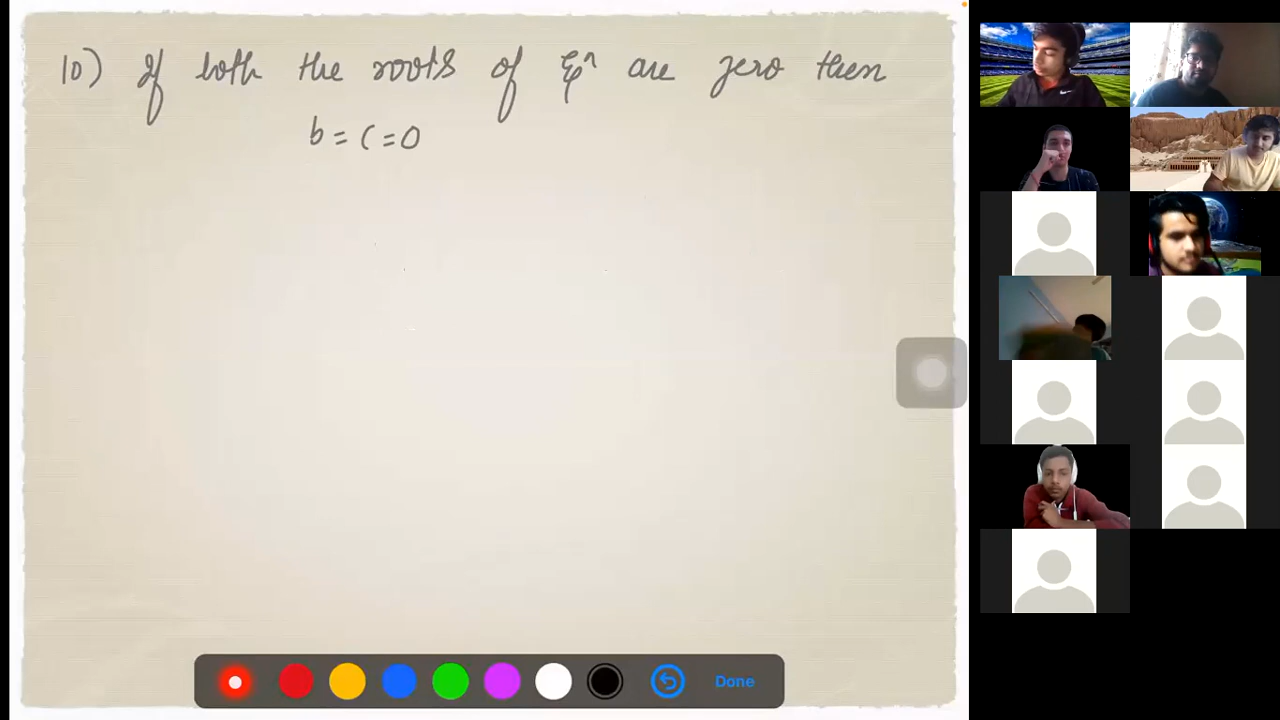 10) If both the roots of Eqⁿ are zero then
b = c = 0
Done